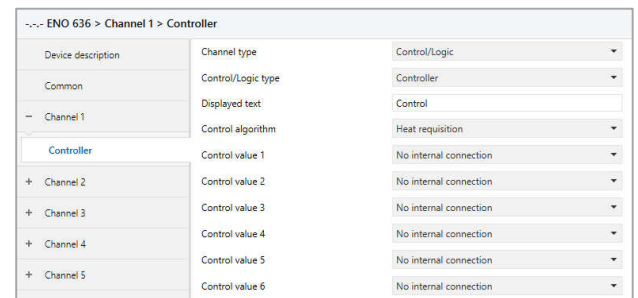 -.-.- ENO 636 > Channel 1 > Controller
Device description
Common
− Channel 1
Controller
+ Channel 2
+ Channel 3
+ Channel 4
+ Channel 5
Channel type Control/Logic
Control/Logic type Controller
Displayed text Control
Control algorithm Heat requisition
Control value 1 No internal connection
Control value 2 No internal connection
Control value 3 No internal connection
Control value 4 No internal connection
Control value 5 No internal connection
Control value 6 No internal connection